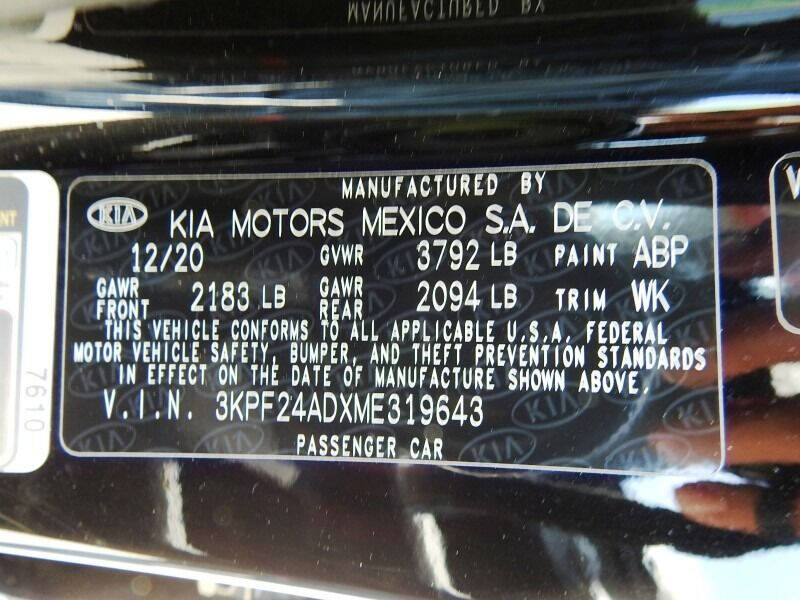 MANUFACTURED BY
MANUFACTURED BY
KIA KIA MOTORS MEXICO S.A. DE C.V.
12/20 GVWR 3792 LB PAINT ABP
GAWR FRONT 2183 LB GAWR REAR 2094 LB TRIM WK
THIS VEHICLE CONFORMS TO ALL APPLICABLE U.S.A. FEDERAL
MOTOR VEHICLE SAFETY, BUMPER, AND THEFT PREVENTION STANDARDS
IN EFFECT ON THE DATE OF MANUFACTURE SHOWN ABOVE.
V.I.N. 3KPF24ADXME319643
PASSENGER CAR
7610